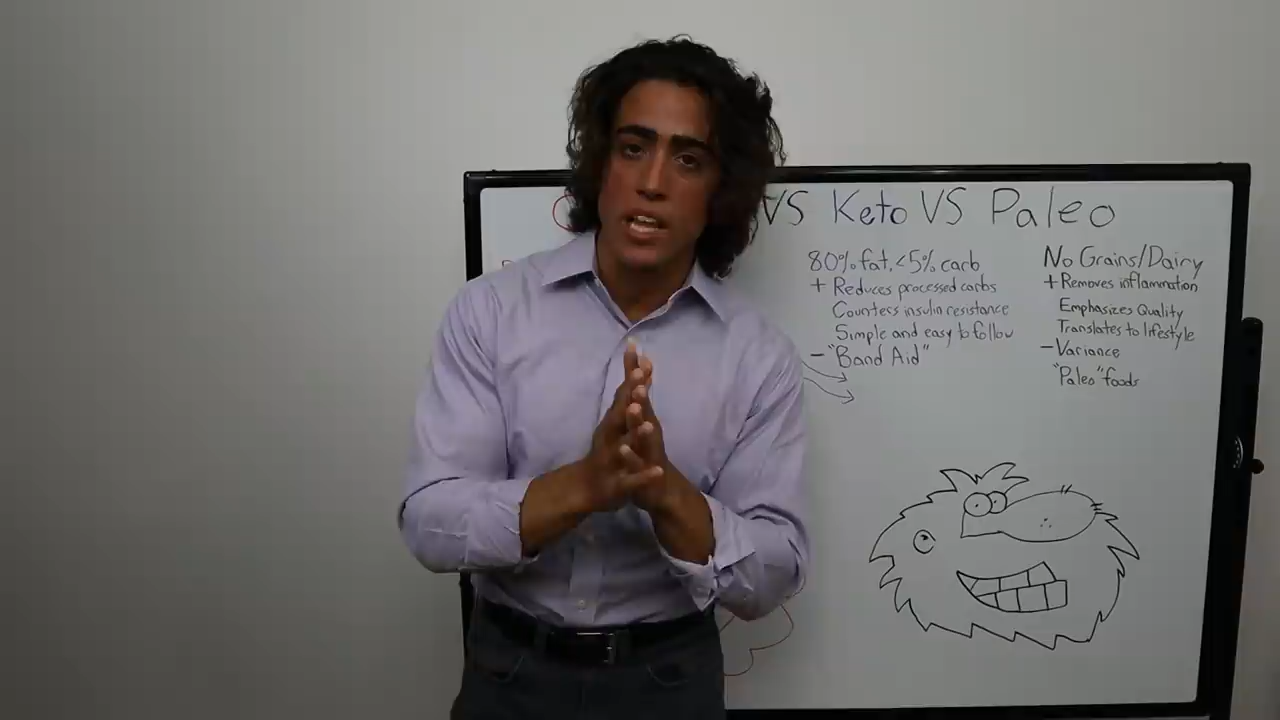 VS Keto VS Paleo
80% fat, <5% carb
+ Reduces processed carbs
Counters insulin resistance
Simple and easy to follow
- "Band Aid"
No Grains/Dairy
+ Removes inflammation
Emphasizes Quality
Translates to lifestyle
- Variance
"Paleo" foods